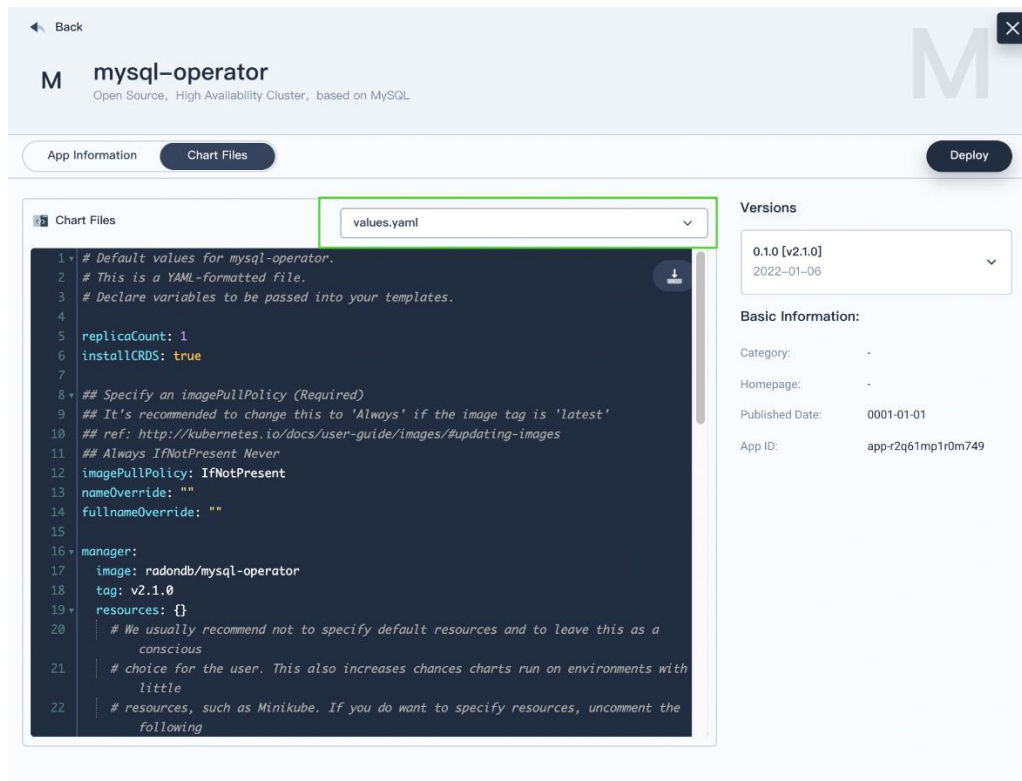 Back
M
M
mysql-operator
Open Source, High Availability Cluster, based on MySQL
App Information
Chart Files
Deploy
Chart Files
values.yaml
1 # Default values for mysql-operator.
2 # This is a YAML-formatted file.
3 # Declare variables to be passed into your templates.
4
5 replicaCount: 1
6 installCRDS: true
7
8 ## Specify an imagePullPolicy (Required)
9 ## It's recommended to change this to 'Always' if the image tag is 'latest'
10 ## ref: http://kubernetes.io/docs/user-guide/images/#updating-images
11 ## Always IfNotPresent Never
12 imagePullPolicy: IfNotPresent
13 nameOverride: ""
14 fullnameOverride: ""
15
16 manager:
17   image: radondb/mysql-operator
18   tag: v2.1.0
19   resources: {}
20     # We usually recommend not to specify default resources and to leave this as a
conscious
21     # choice for the user. This also increases chances charts run on environments with
little
22     # resources, such as Minikube. If you do want to specify resources, uncomment the
following
Versions
0.1.0 [v2.1.0]
2022-01-06
Basic Information:
Category: -
Homepage: -
Published Date: 0001-01-01
App ID: app-r2q61mp1r0m749